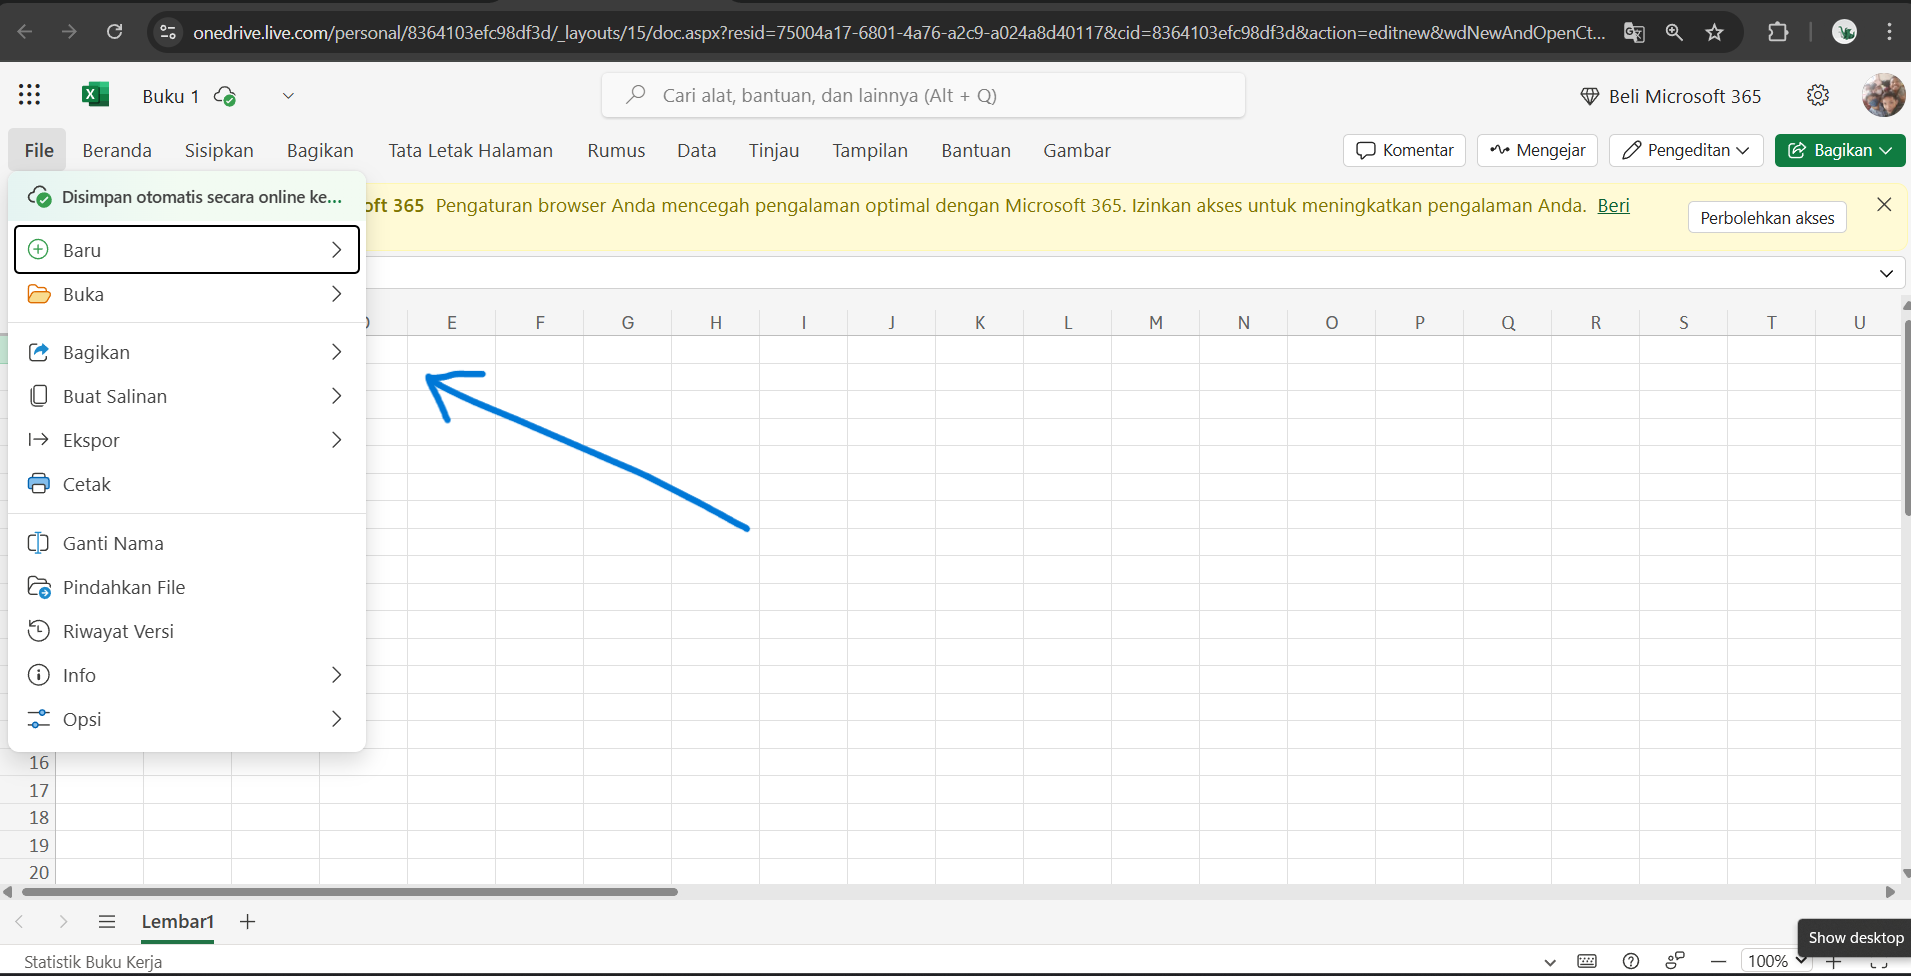 onedrive.live.com/personal/8364103efc98df3d/_layouts/15/doc.aspx?resid=75004a17-6801-4a76-a2c9-a024a8d40117&cid=8364103efc98df3d&action=editnew&wdNewAndOpenCt...
Buku 1
Cari alat, bantuan, dan lainnya (Alt + Q)
Beli Microsoft 365
File Beranda Sisipkan Bagikan Tata Letak Halaman Rumus Data Tinjau Tampilan Bantuan Gambar
Komentar Mengejar Pengeditan Bagikan
Disimpan otomatis secara online ke...
oft 365 Pengaturan browser Anda mencegah pengalaman optimal dengan Microsoft 365. Izinkan akses untuk meningkatkan pengalaman Anda. Beri
Perbolehkan akses
Baru
Buka
Bagikan
Buat Salinan
Ekspor
Cetak
Ganti Nama
Pindahkan File
Riwayat Versi
Info
Opsi
E F G H I J K L M N O P Q R S T U
16
17
18
19
20
Lembar1
Show desktop
Statistik Buku Kerja
100%